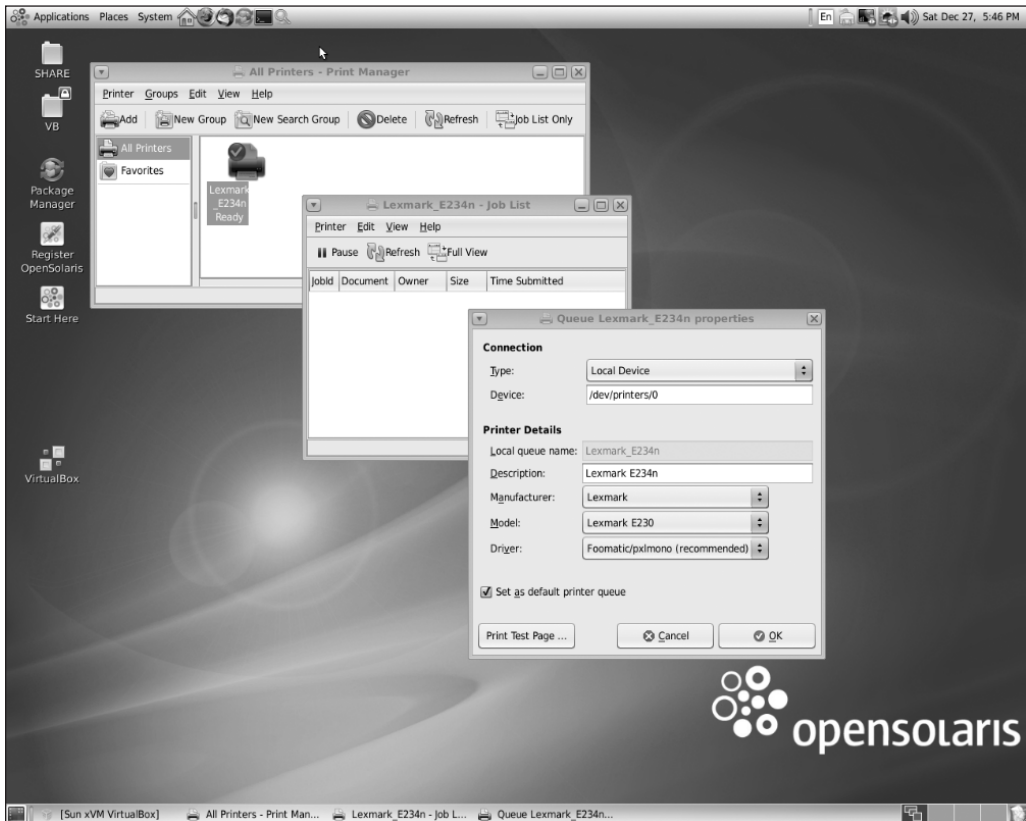 Applications Places System
En
Sat Dec 27, 5:46 PM
SHARE
VB
Package
Manager
Register
OpenSolaris
Start Here
VirtualBox
All Printers - Print Manager
Printer Groups Edit View Help
Add New Group New Search Group Delete Refresh Job List Only
All Printers
Favorites
Lexmark
_E234n
Ready
Lexmark_E234n - Job List
Printer Edit View Help
Pause Refresh Full View
JobId Document Owner Size Time Submitted
Queue Lexmark_E234n properties
Connection
Type: Local Device
Device: /dev/printers/0
Printer Details
Local queue name: Lexmark_E234n
Description: Lexmark E234n
Manufacturer: Lexmark
Model: Lexmark E230
Driver: Foomatic/pxlmono (recommended)
Set as default printer queue
Print Test Page ... Cancel OK
opensolaris
[Sun xVM VirtualBox] All Printers - Print Man... Lexmark_E234n - Job L... Queue Lexmark_E234n...